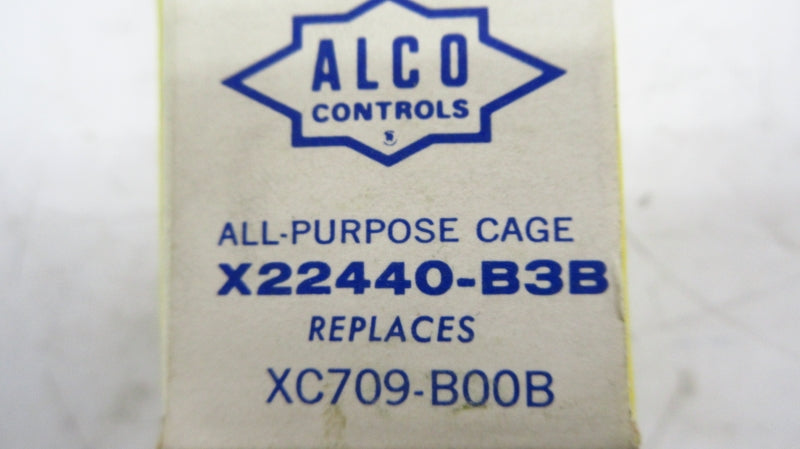 ALCO
CONTROLS
ALL-PURPOSE CAGE
X22440-B3B
REPLACES
XC709-B00B